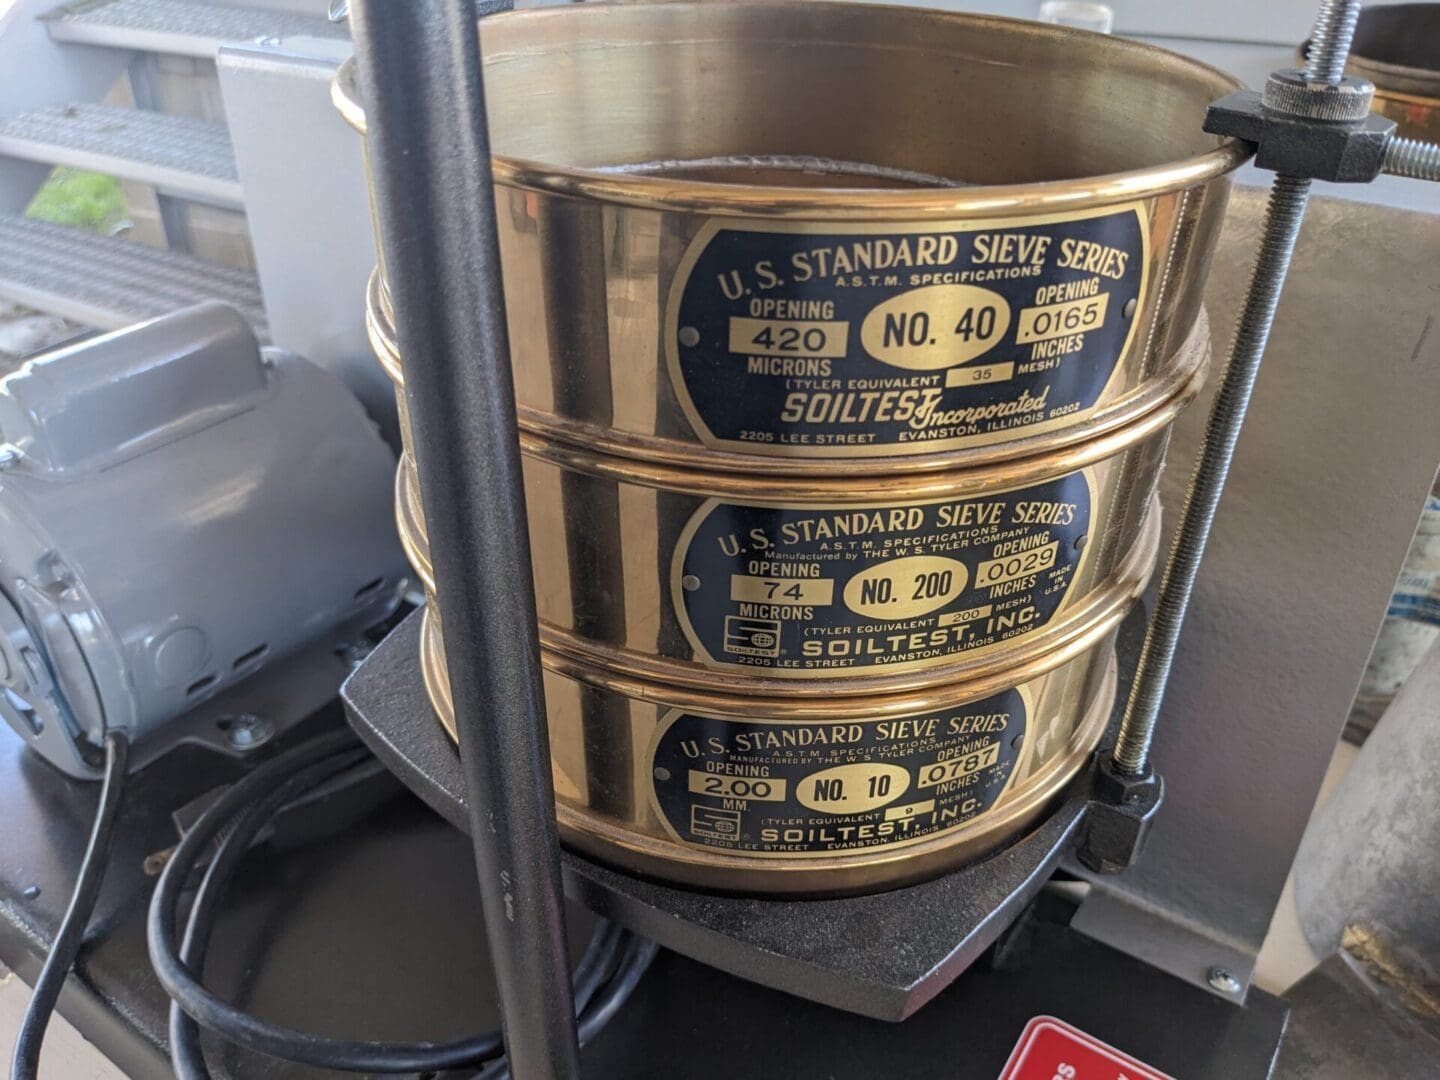 U.S. STANDARD SIEVE SERIES
A.S.T.M. SPECIFICATIONS
OPENING
420
MICRONS
NO. 40
OPENING
.0165
INCHES
(TYLER EQUIVALENT 35 MESH)
SOILTEST Incorporated
2205 LEE STREET EVANSTON, ILLINOIS 60202
U.S. STANDARD SIEVE SERIES
A.S.T.M. SPECIFICATIONS
Manufactured by THE W. S. TYLER COMPANY
OPENING
74
MICRONS
NO. 200
OPENING
.0029
INCHES
MADE IN U.S.A.
(TYLER EQUIVALENT 200 MESH)
SOILTEST
®
SOILTEST, INC.
2205 LEE STREET EVANSTON, ILLINOIS 60202
U.S. STANDARD SIEVE SERIES
A.S.T.M. SPECIFICATIONS
MANUFACTURED BY THE W. S. TYLER COMPANY
OPENING
2.00
MM.
NO. 10
OPENING
.0787
INCHES
MADE IN U.S.A.
(TYLER EQUIVALENT 9 MESH)
SOILTEST
®
SOILTEST, INC.
2205 LEE STREET EVANSTON, ILLINOIS 60202